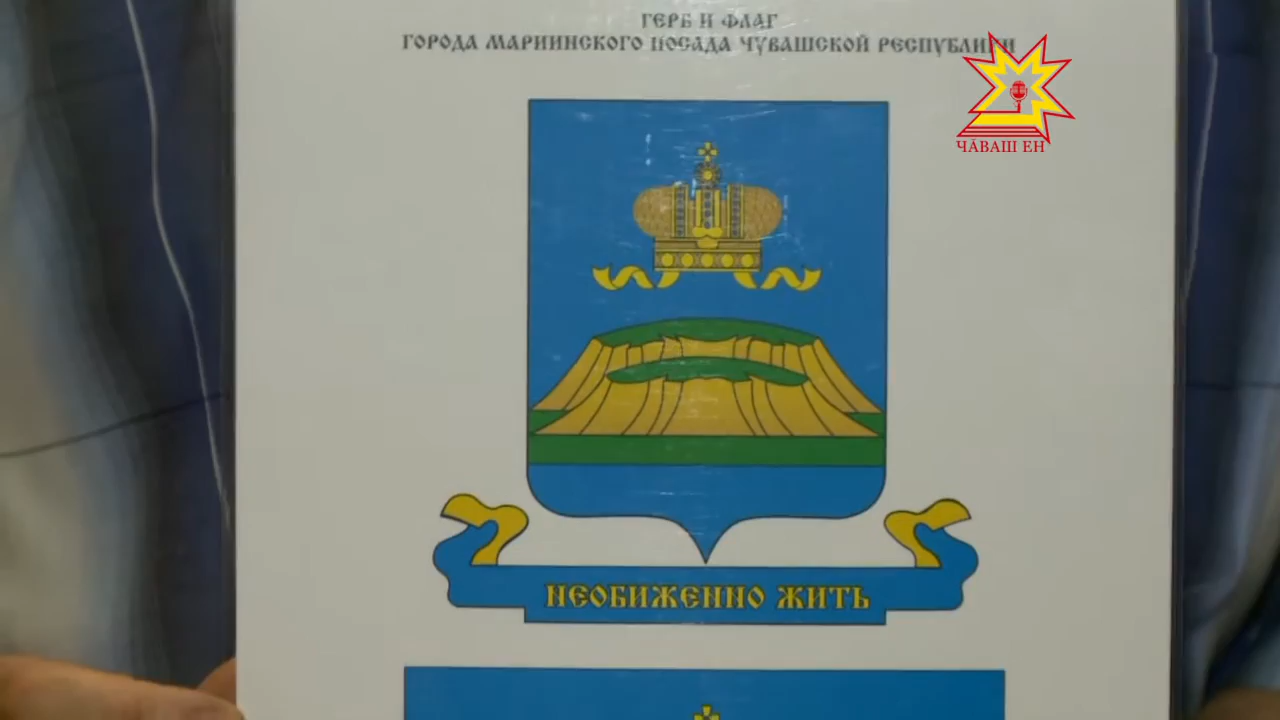 ГЕРБ И ФЛАГ
ГОРОДА МАРИИНСКОГО ПОСАДА ЧУВАШСКОЙ РЕСПУБЛИКИ
ЧĂВАШ ЕН
НЕОБИЖЕННО ЖИТЬ